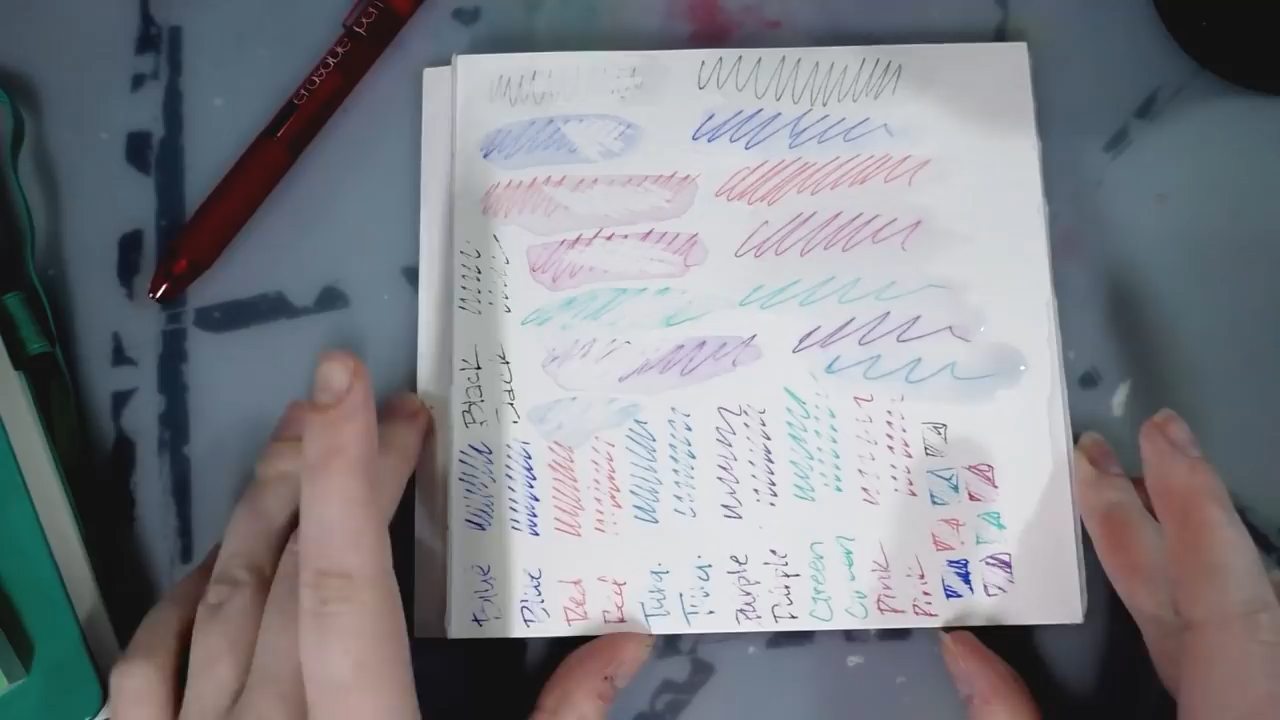 erasable pen
Black
Black
Blue
Blue
Red
Red
Turq.
Turq.
Purple
Purple
Green
Green
Pink
Pink